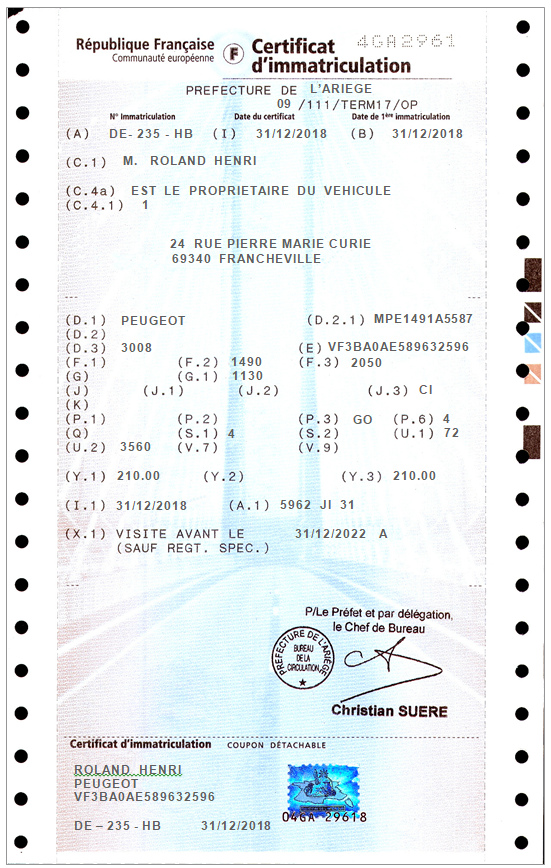 République Française
Communauté européenne
F
Certificat
d'immatriculation
4GA2961
PREFECTURE DE L'ARIEGE
09 /111/TERM17/OP
N° Immatriculation Date du certificat Date de 1ère immatriculation
(A) DE- 235 - HB (I) 31/12/2018 (B) 31/12/2018
(C.1) M. ROLAND HENRI
(C.4a) EST LE PROPRIETAIRE DU VEHICULE
(C.4.1) 1
24 RUE PIERRE MARIE CURIE
69340 FRANCHEVILLE
---
(D.1) PEUGEOT (D.2.1) MPE1491A5587
(D.2)
(D.3) 3008 (E) VF3BA0AE589632596
(F.1) (F.2) 1490 (F.3) 2050
(G) (G.1) 1130
(J) (J.1) (J.2) (J.3) CI
(K)
(P.1) (P.2) (P.3) GO (P.6) 4
(Q) (S.1) 4 (S.2) (U.1) 72
(U.2) 3560 (V.7) (V.9)
(Y.1) 210.00 (Y.2) (Y.3) 210.00
(I.1) 31/12/2018 (A.1) 5962 JI 31
(X.1) VISITE AVANT LE 31/12/2022 A
(SAUF REGT. SPEC.)
--- ---
P/Le Préfet et par délégation,
le Chef de Bureau
PREFECTURE DE L'ARIEGE
BUREAU
DE LA
CIRCULATION
Christian SUERE
Certificat d'immatriculation COUPON DÉTACHABLE
ROLAND HENRI
PEUGEOT
VF3BA0AE589632596
04GA 29618
DE – 235 - HB 31/12/2018